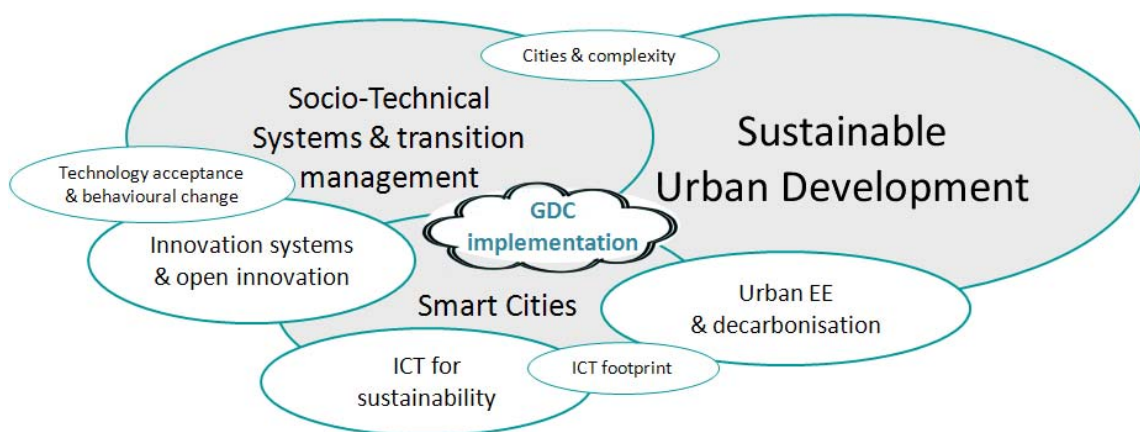 Cities & complexity
Socio-Technical
Systems & transition
management
Sustainable
Urban Development
Technology acceptance
& behavioural change
GDC
implementation
Innovation systems
& open innovation
Smart Cities
Urban EE
& decarbonisation
ICT for
sustainability
ICT footprint